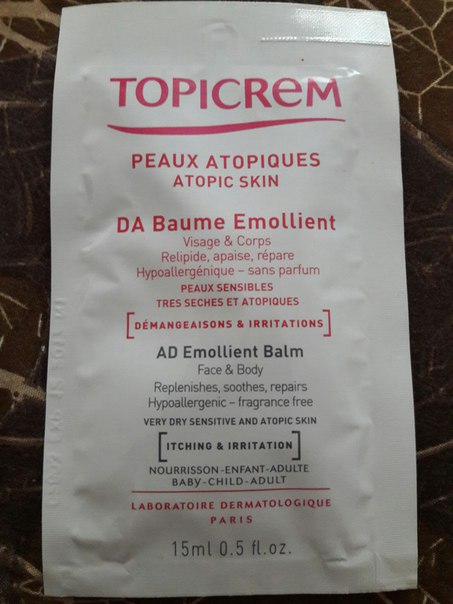 TOPICREM
PEAUX ATOPIQUES
ATOPIC SKIN
DA Baume Emollient
Visage & Corps
Relipide, apaise, répare
Hypoallergénique – sans parfum
PEAUX SENSIBLES
TRES SECHES ET ATOPIQUES
[DÉMANGEAISONS & IRRITATIONS]
AD Emollient Balm
Face & Body
Replenishes, soothes, repairs
Hypoallergenic – fragrance free
VERY DRY SENSITIVE AND ATOPIC SKIN
[ITCHING & IRRITATION]
NOURRISSON-ENFANT-ADULTE
BABY-CHILD-ADULT
LABORATOIRE DERMATOLOGIQUE
PARIS
15ml 0.5 fl.oz.